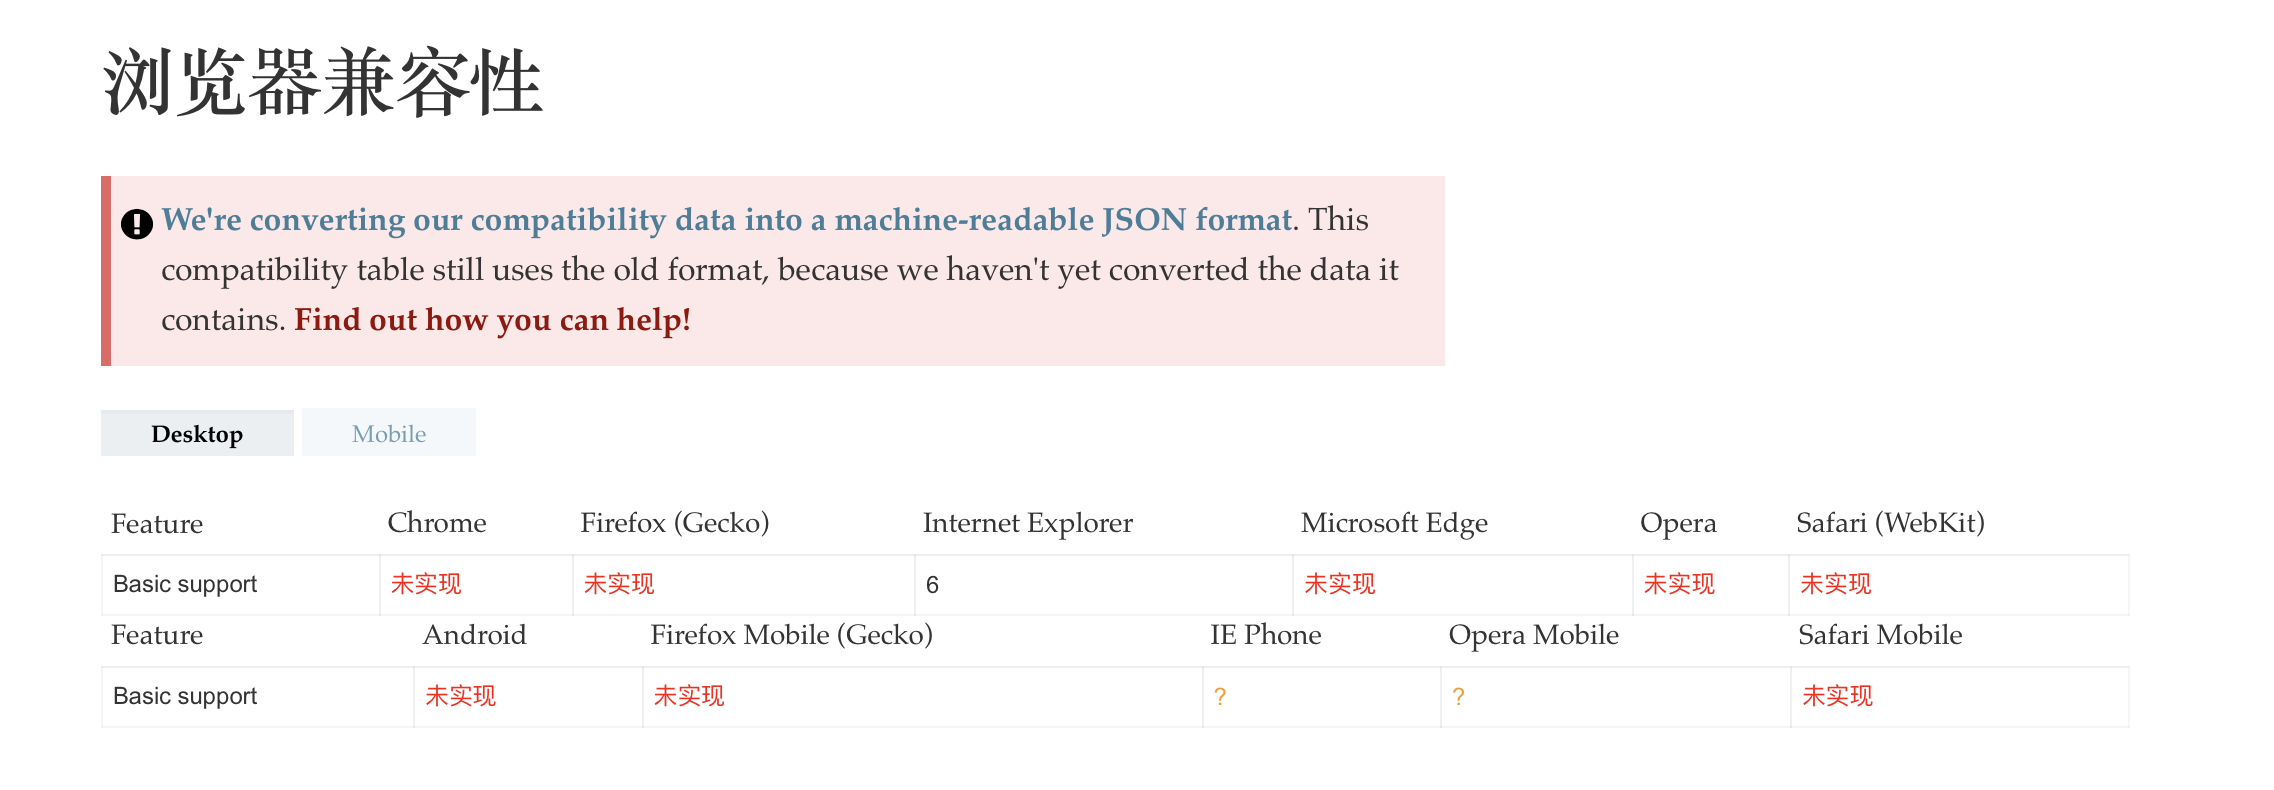 浏览器兼容性
We're converting our compatibility data into a machine-readable JSON format. This
compatibility table still uses the old format, because we haven't yet converted the data it
contains. Find out how you can help!
Desktop Mobile
Feature Chrome Firefox (Gecko) Internet Explorer Microsoft Edge Opera Safari (WebKit)
Basic support 未实现 未实现 6 未实现 未实现 未实现
Feature Android Firefox Mobile (Gecko) IE Phone Opera Mobile Safari Mobile
Basic support 未实现 未实现 ? ? 未实现